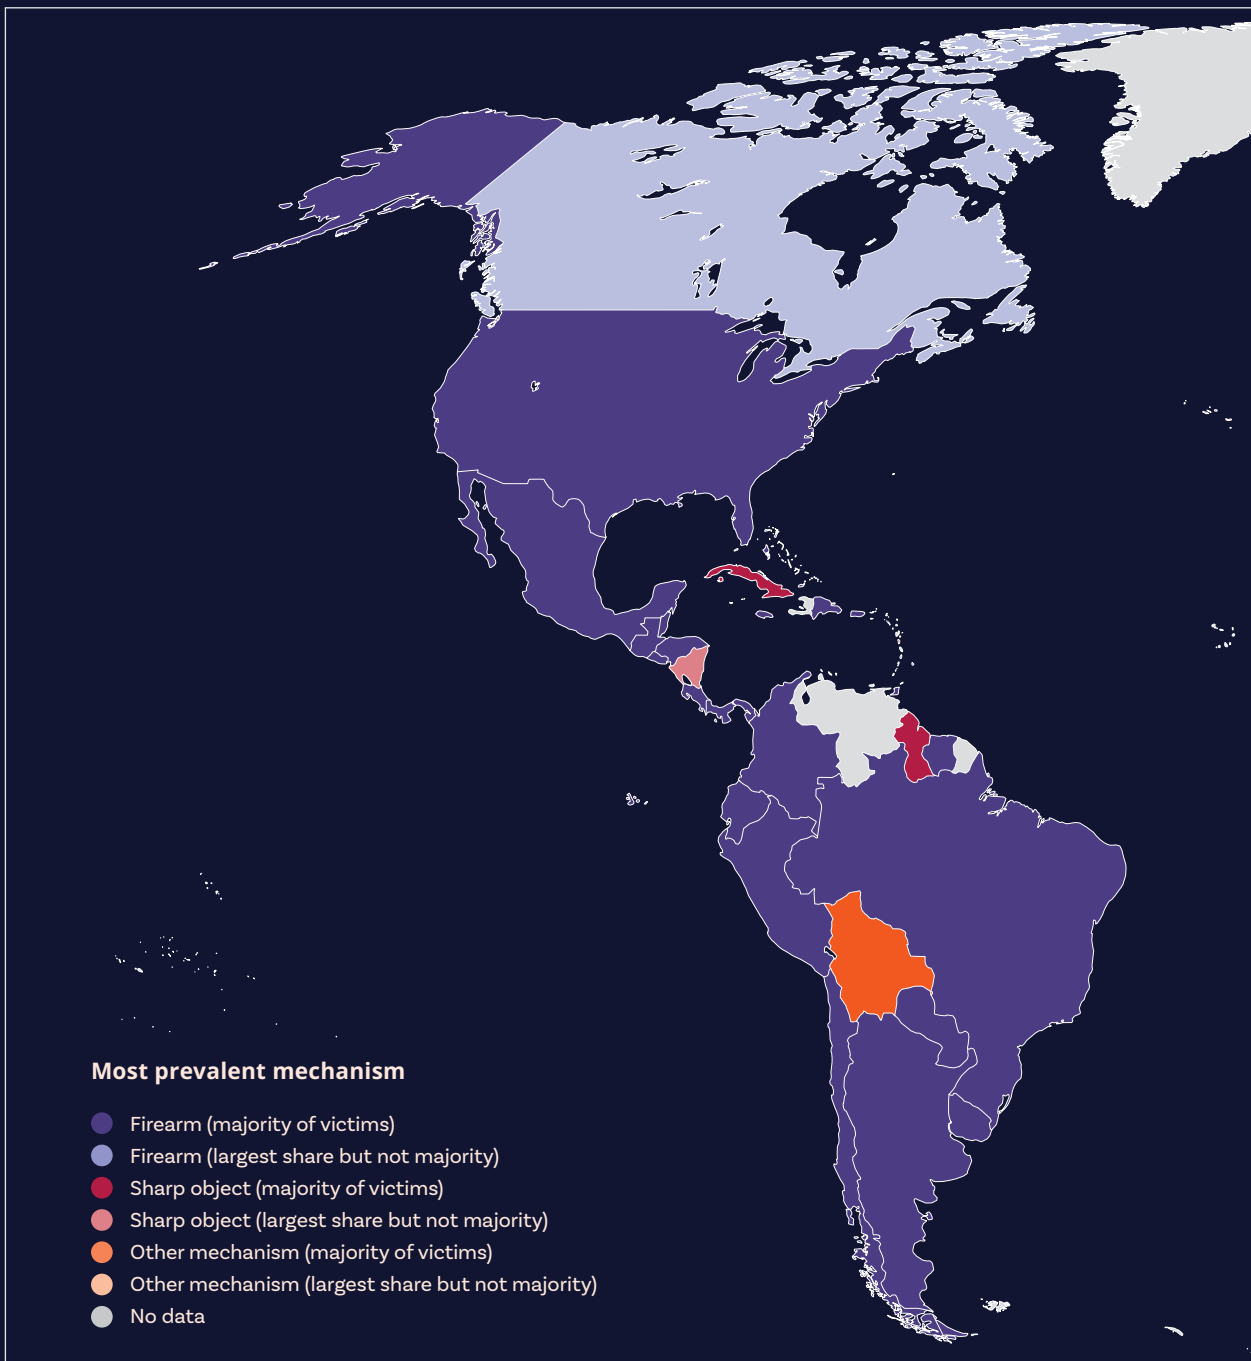 Most prevalent mechanism
Firearm (majority of victims)
Firearm (largest share but not majority)
Sharp object (majority of victims)
Sharp object (largest share but not majority)
Other mechanism (majority of victims)
Other mechanism (largest share but not majority)
No data